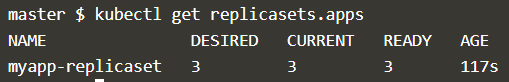 master $ kubectl get replicasets.apps
NAME DESIRED CURRENT READY AGE
myapp-replicaset 3 3 3 117s